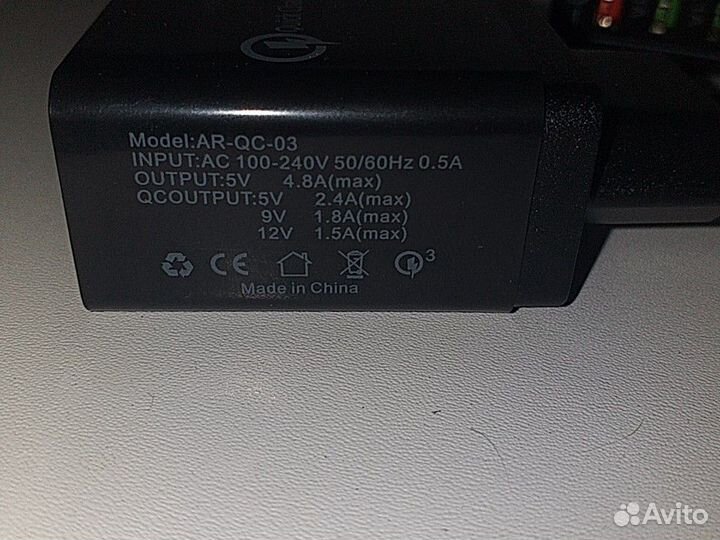 Model:AR-QC-03
INPUT:AC 100-240V 50/60Hz 0.5A
OUTPUT:5V 4.8A(max)
QCOUTPUT:5V 2.4A(max)
9V 1.8A(max)
12V 1.5A(max)
CE
3
Made in China
Avito